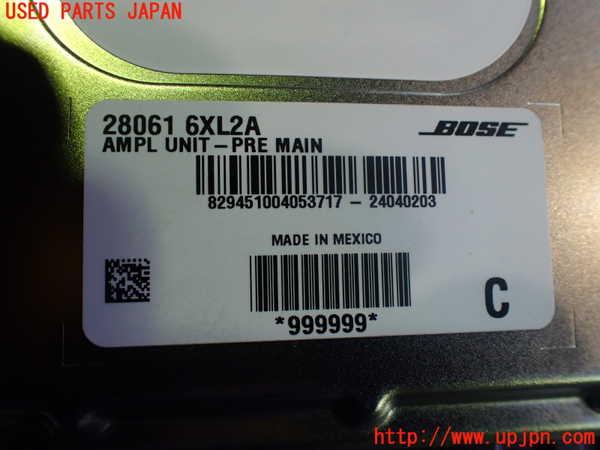 USED PARTS JAPAN
28061 6XL2A
BOSE
AMPL UNIT-PRE MAIN
829451004053717 - 24040203
MADE IN MEXICO
C
*999999*
http://www.upjpn.com/